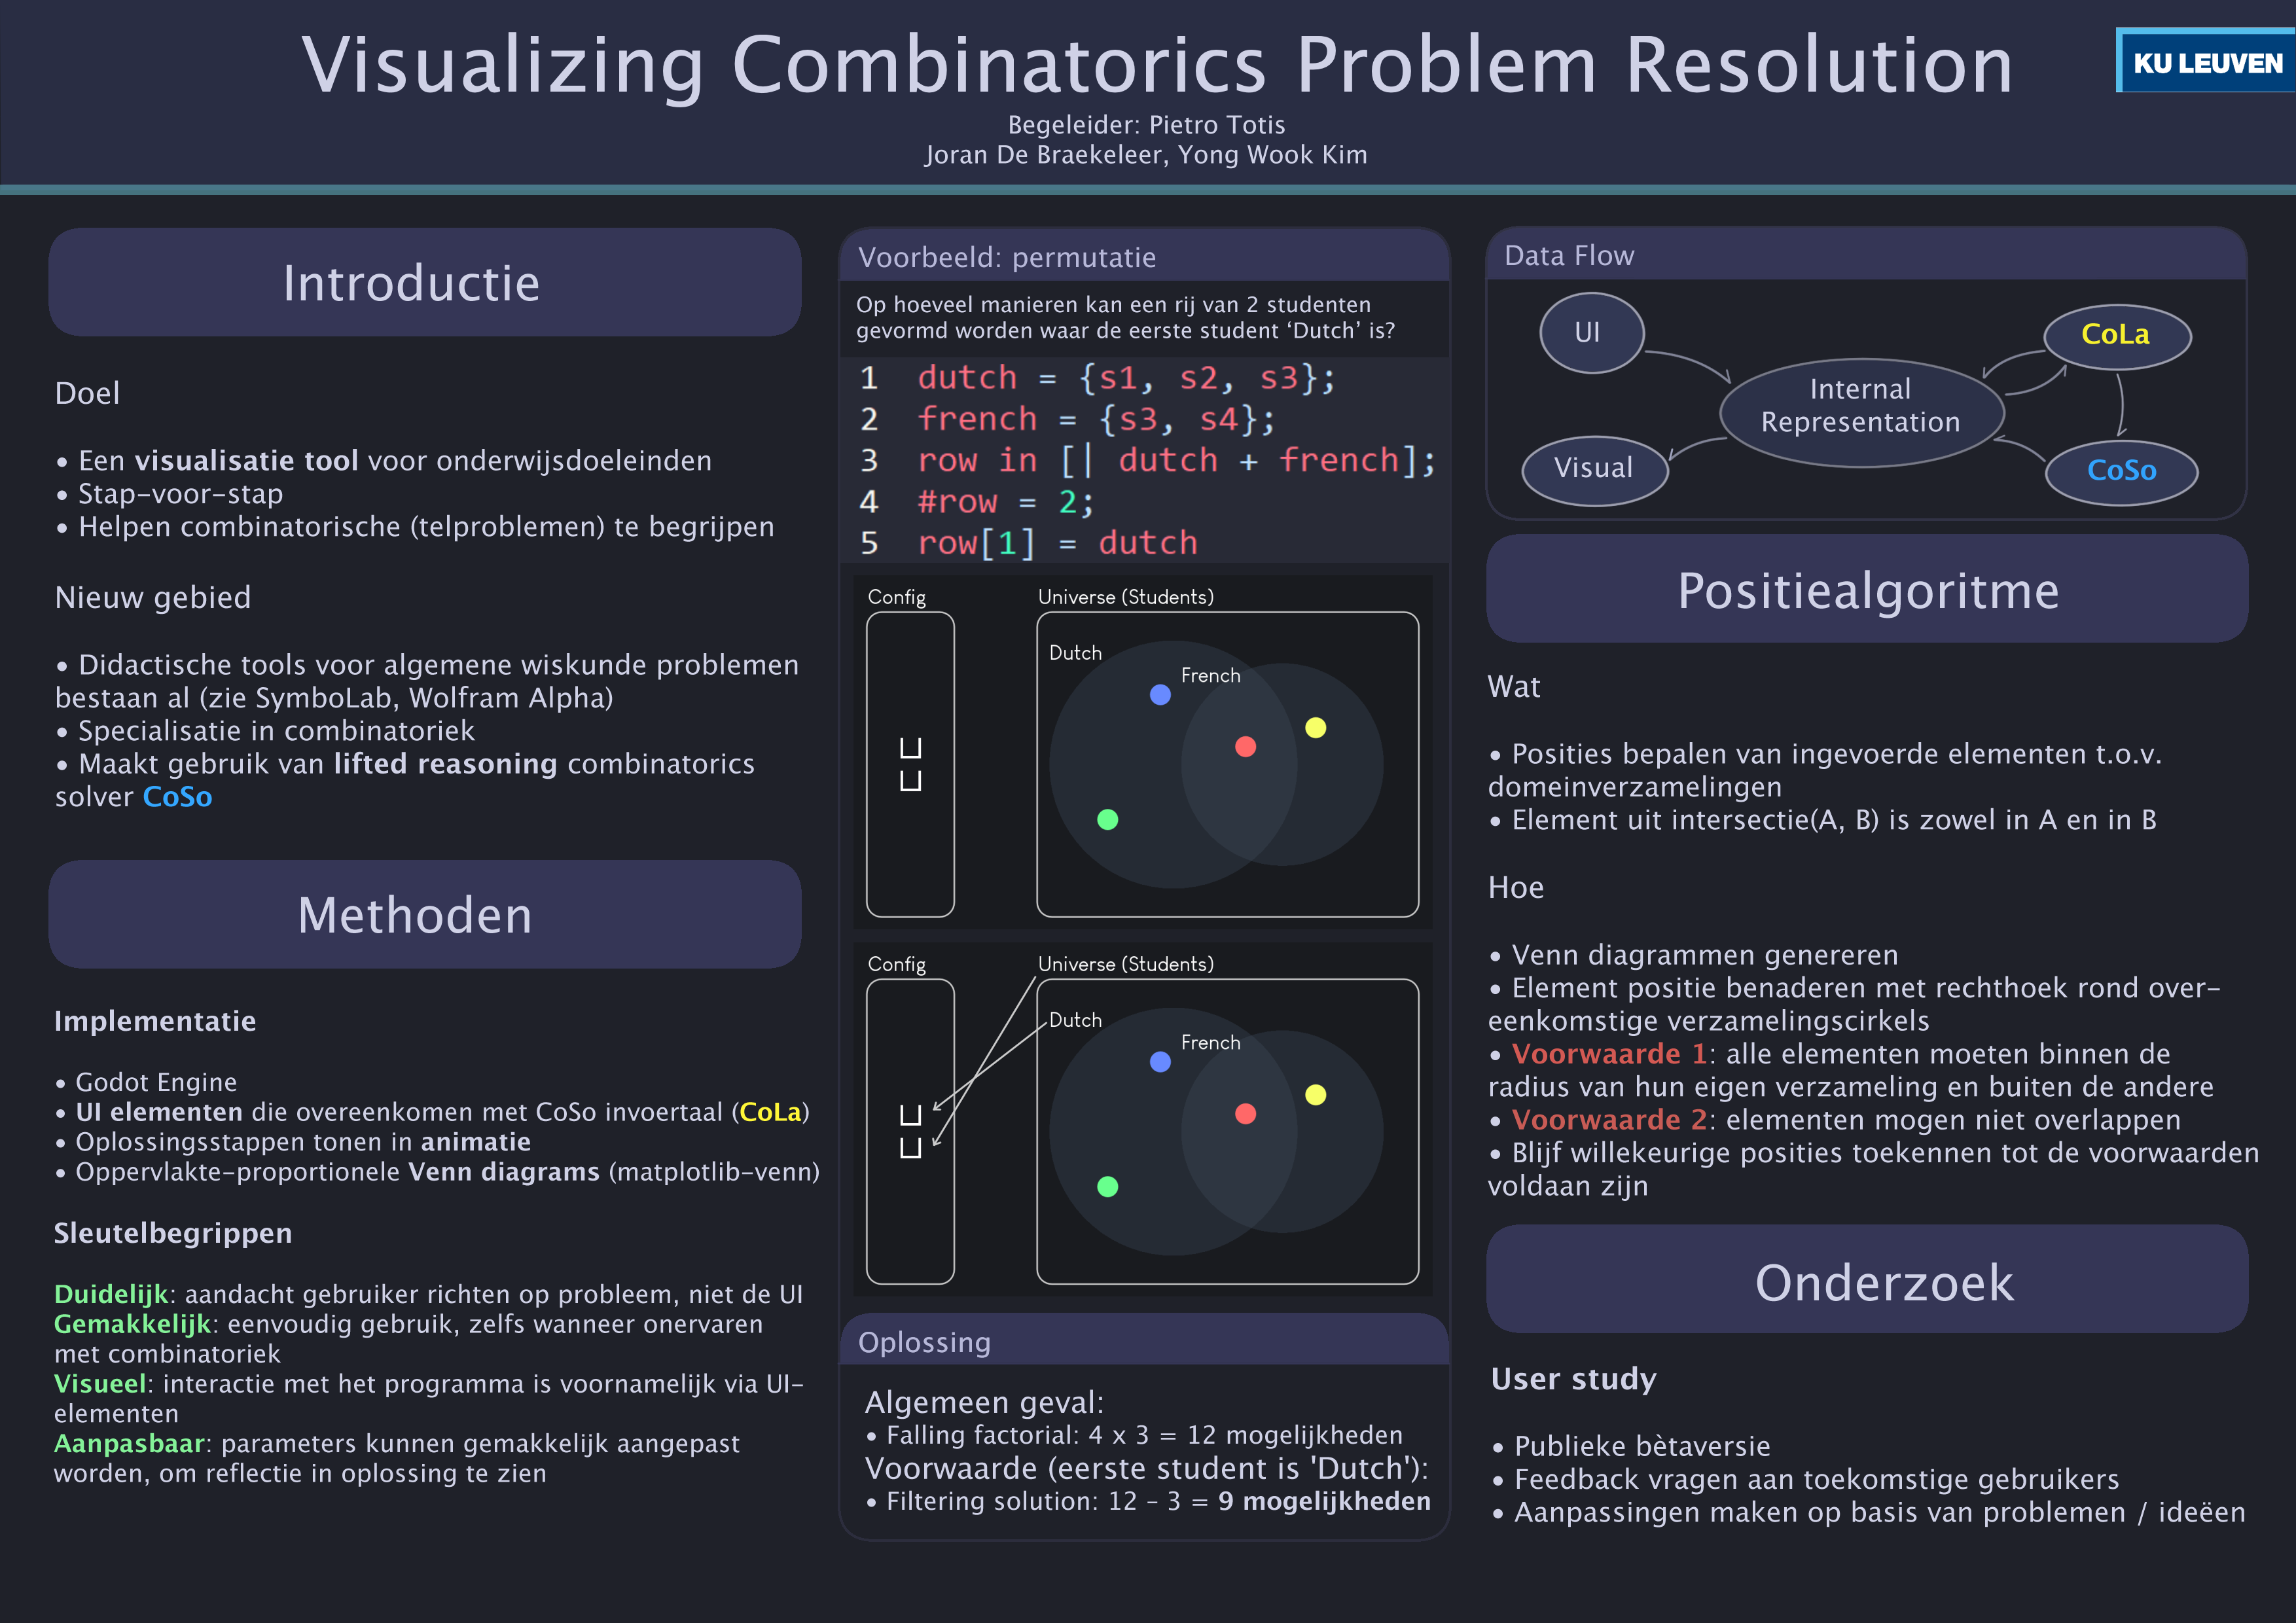 Visualizing Combinatorics Problem Resolution
KU LEUVEN
Begeleider: Pietro Totis
Joran De Braekeleer, Yong Wook Kim
Introductie
Doel
• Een visualisatie tool voor onderwijsdoeleinden
• Stap-voor-stap
• Helpen combinatorische (telproblemen) te begrijpen
Nieuw gebied
• Didactische tools voor algemene wiskunde problemen
bestaan al (zie SymboLab, Wolfram Alpha)
• Specialisatie in combinatoriek
• Maakt gebruik van lifted reasoning combinatorics
solver CoSo
Methoden
Implementatie
• Godot Engine
• UI elementen die overeenkomen met CoSo invoertaal (CoLa)
• Oplossingsstappen tonen in animatie
• Oppervlakte-proportionele Venn diagrams (matplotlib-venn)
Sleutelbegrippen
Duidelijk: aandacht gebruiker richten op probleem, niet de UI
Gemakkelijk: eenvoudig gebruik, zelfs wanneer onervaren
met combinatoriek
Visueel: interactie met het programma is voornamelijk via UI-
elementen
Aanpasbaar: parameters kunnen gemakkelijk aangepast
worden, om reflectie in oplossing te zien
Voorbeeld: permutatie
Op hoeveel manieren kan een rij van 2 studenten
gevormd worden waar de eerste student ‘Dutch’ is?
1 dutch = {s1, s2, s3};
2 french = {s3, s4};
3 row in [| dutch + french];
4 #row = 2;
5 row[1] = dutch
Config
Universe (Students)
Dutch
French
Config
Universe (Students)
Dutch
French
Oplossing
Algemeen geval:
• Falling factorial: 4 x 3 = 12 mogelijkheden
Voorwaarde (eerste student is 'Dutch'):
• Filtering solution: 12 – 3 = 9 mogelijkheden
Data Flow
UI
CoLa
Internal
Representation
Visual
CoSo
Positiealgoritme
Wat
• Posities bepalen van ingevoerde elementen t.o.v.
domeinverzamelingen
• Element uit intersectie(A, B) is zowel in A en in B
Hoe
• Venn diagrammen genereren
• Element positie benaderen met rechthoek rond over-
eenkomstige verzamelingscirkels
• Voorwaarde 1: alle elementen moeten binnen de
radius van hun eigen verzameling en buiten de andere
• Voorwaarde 2: elementen mogen niet overlappen
• Blijf willekeurige posities toekennen tot de voorwaarden
voldaan zijn
Onderzoek
User study
• Publieke bètaversie
• Feedback vragen aan toekomstige gebruikers
• Aanpassingen maken op basis van problemen / ideëen